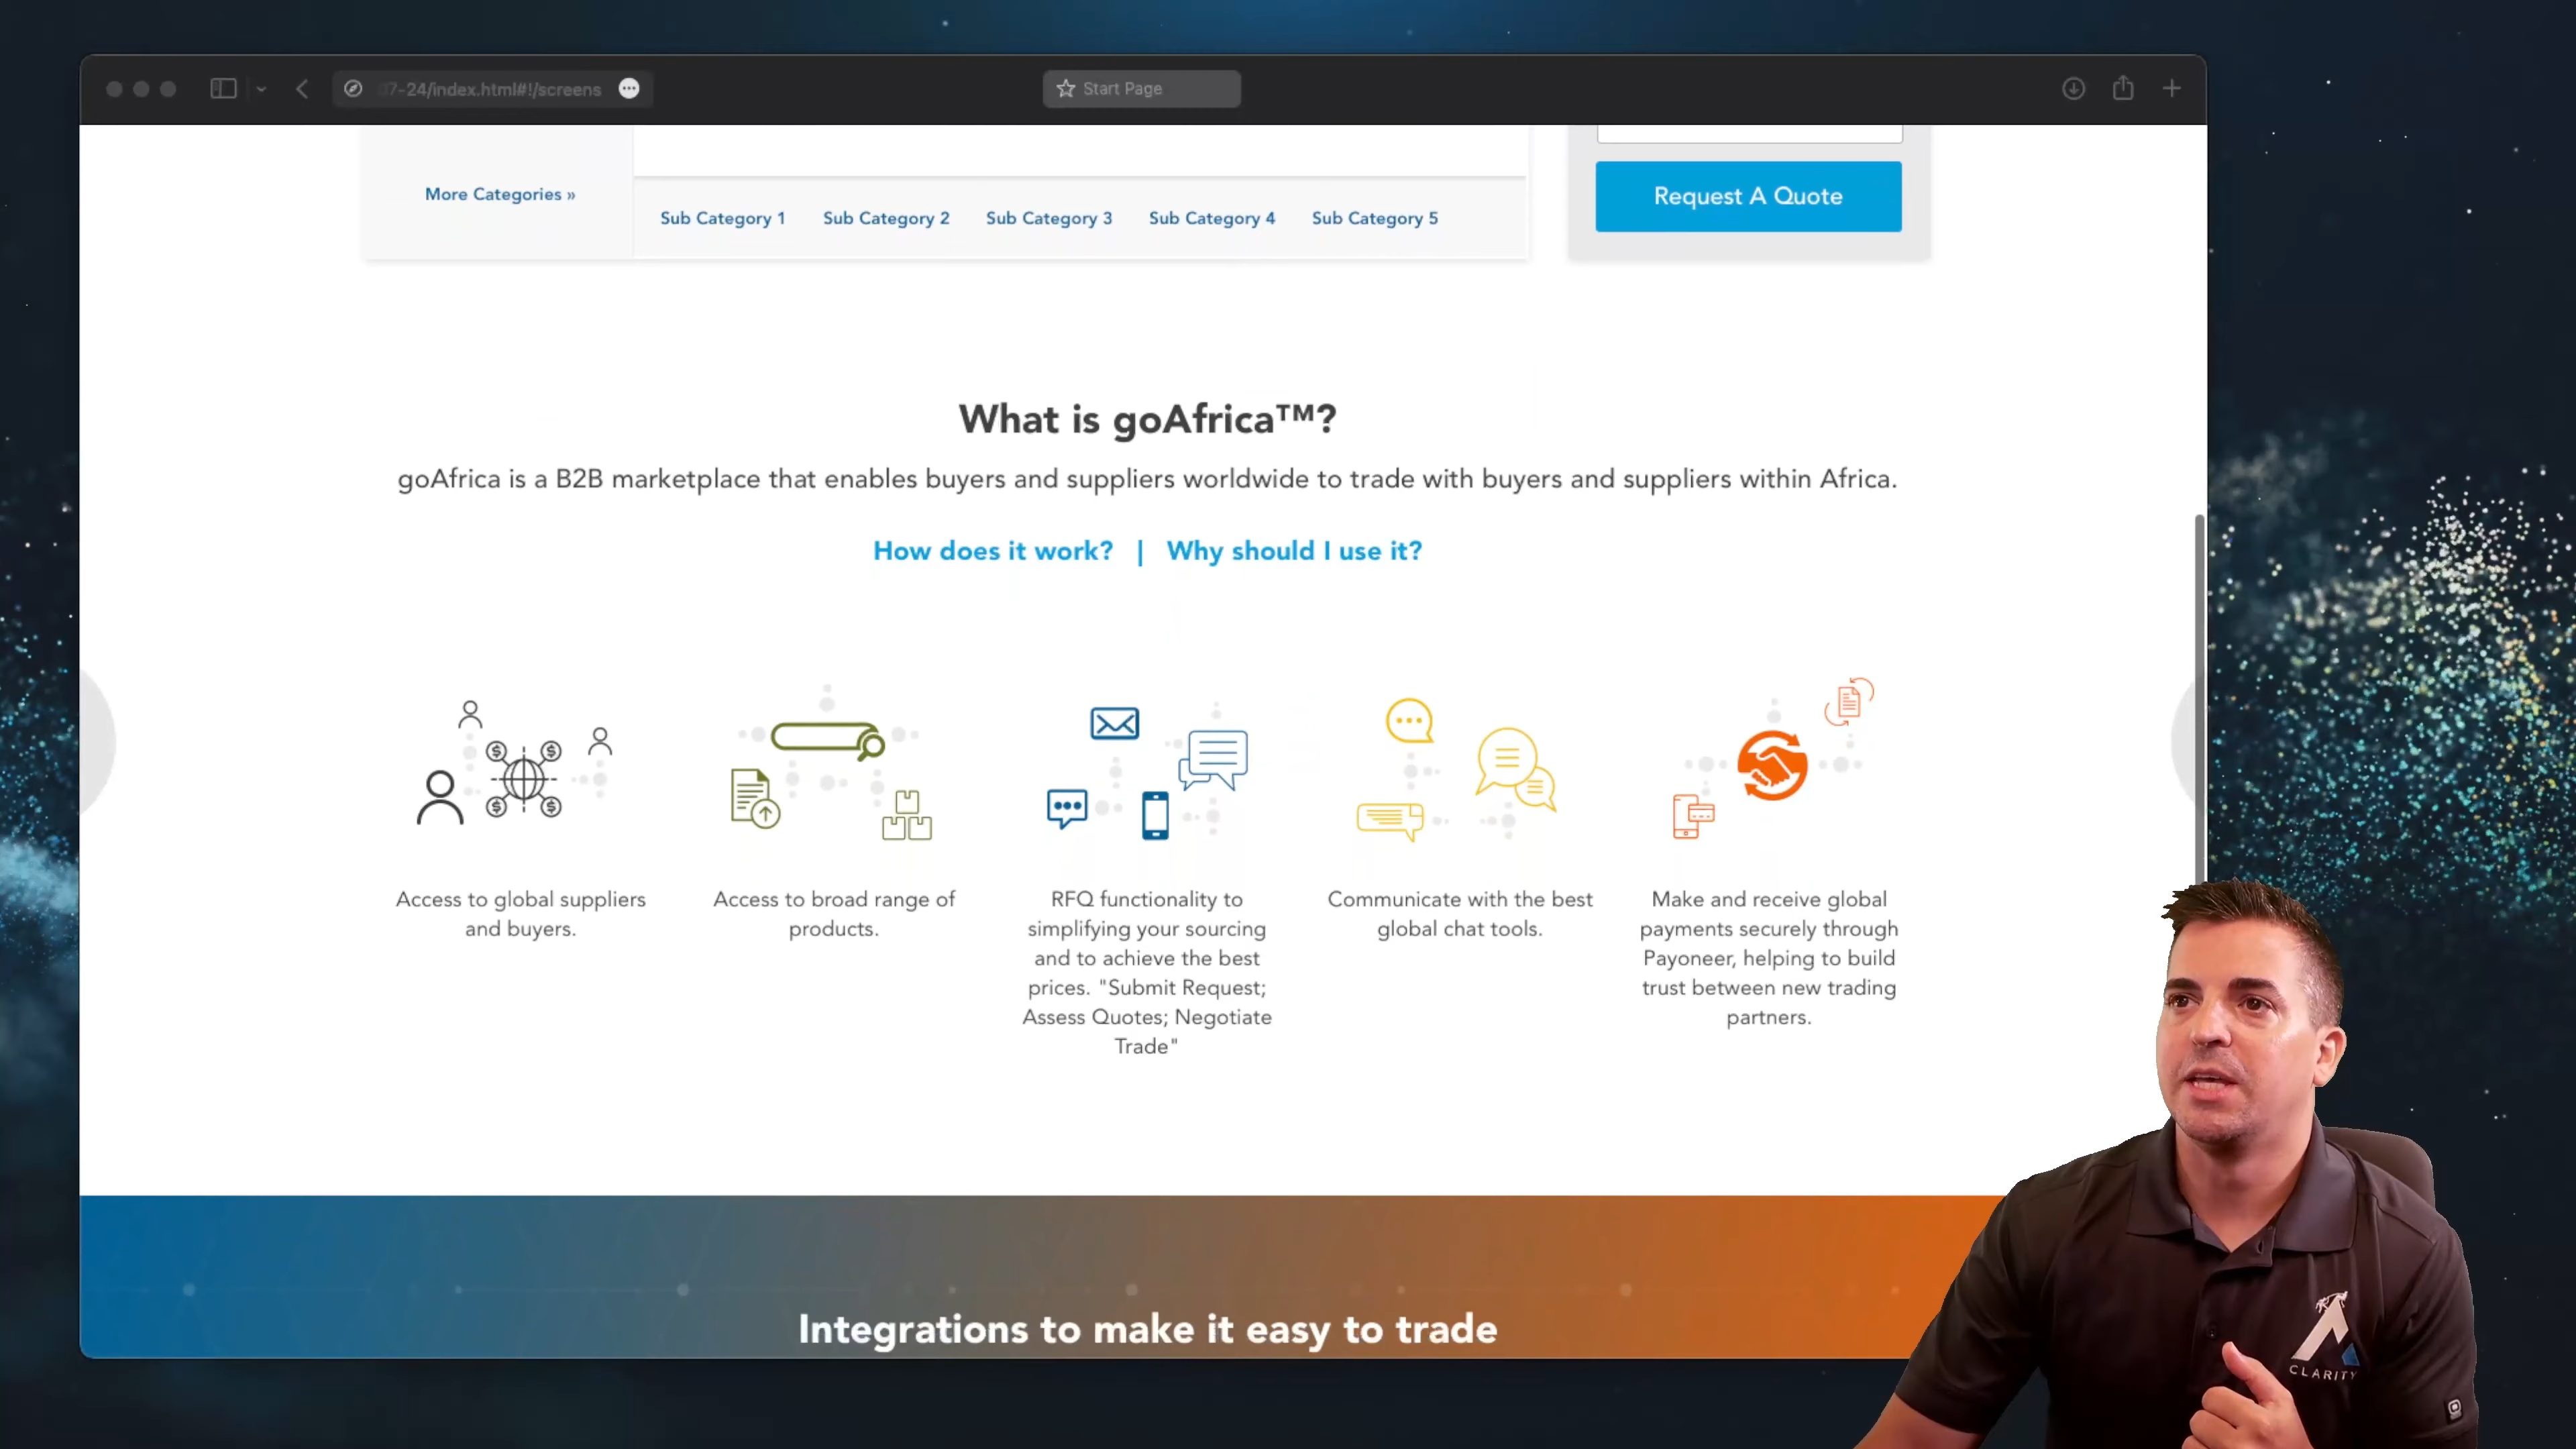 7-24/index.html#!/screens
Start Page
More Categories »
Sub Category 1 Sub Category 2 Sub Category 3 Sub Category 4 Sub Category 5
Request A Quote
What is goAfrica™?
goAfrica is a B2B marketplace that enables buyers and suppliers worldwide to trade with buyers and suppliers within Africa.
How does it work? | Why should I use it?
Access to global suppliers
and buyers.
Access to broad range of
products.
RFQ functionality to
simplifying your sourcing
and to achieve the best
prices. "Submit Request;
Assess Quotes; Negotiate
Trade"
Communicate with the best
global chat tools.
Make and receive global
payments securely through
Payoneer, helping to build
trust between new trading
partners.
Integrations to make it easy to trade
CLARITY